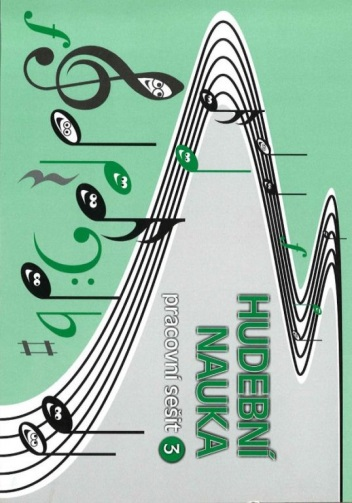 HUDEBNÍ
NAUKA
pracovní sešit 3